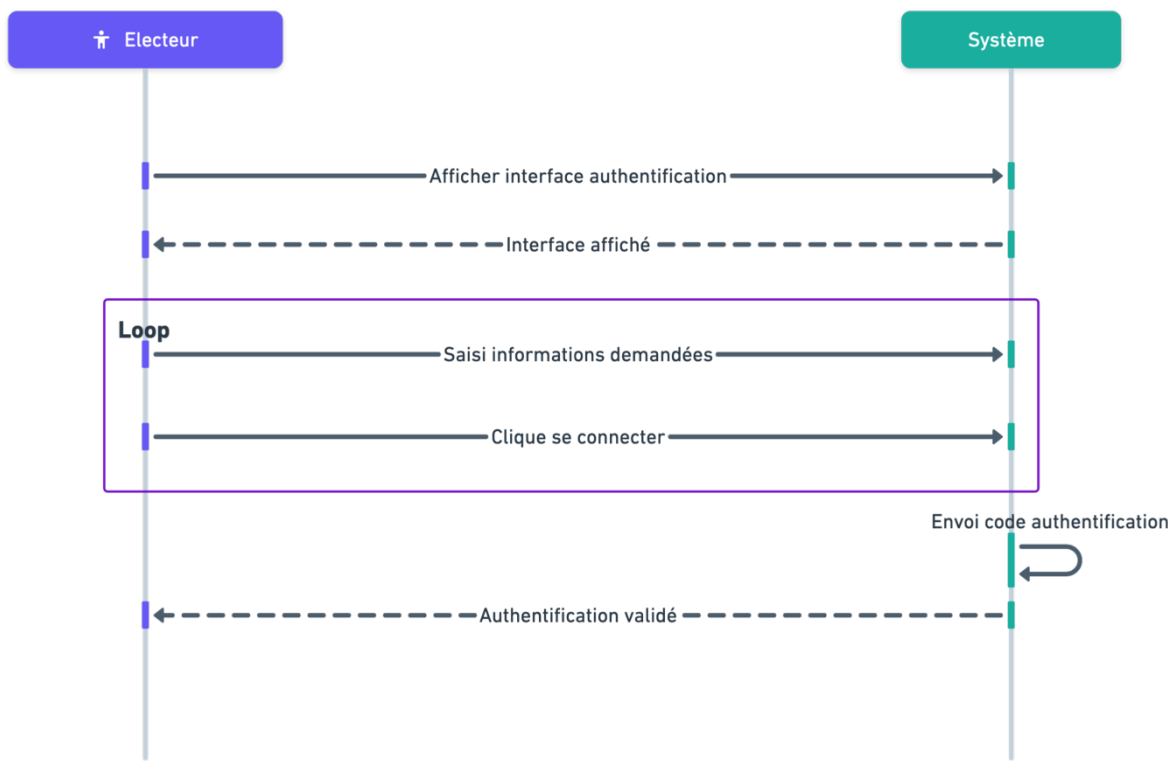 Electeur
Système
Afficher interface authentification
Interface affiché
Loop
Saisi informations demandées
Clique se connecter
Envoi code authentification
Authentification validé